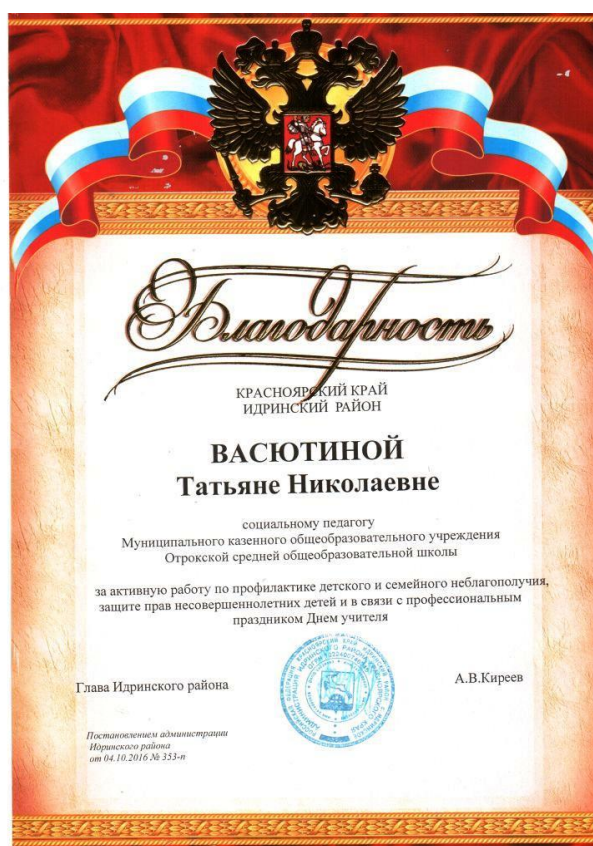 Благодарность
КРАСНОЯРСКИЙ КРАЙ
ИДРИНСКИЙ РАЙОН
ВАСЮТИНОЙ
Татьяне Николаевне
социальному педагогу
Муниципального казенного общеобразовательного учреждения
Отрокской средней общеобразовательной школы
за активную работу по профилактике детского и семейного неблагополучия,
защите прав несовершеннолетних детей и в связи с профессиональным
праздником Днем учителя
Глава Идринского района
А.В.Киреев
Постановлением администрации
Идринского района
от 04.10.2016 № 353-п